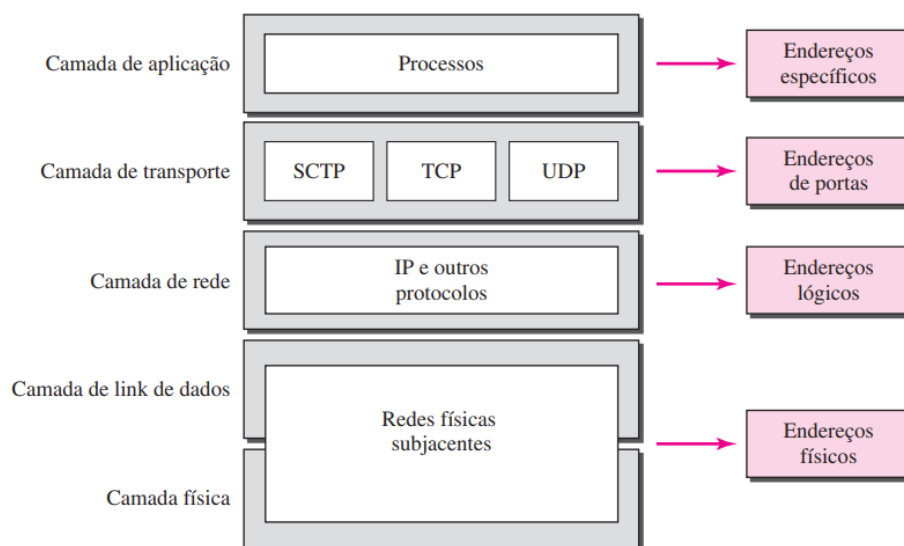 Camada de aplicação
Processos
Endereços
específicos
Camada de transporte
SCTP
TCP
UDP
Endereços
de portas
Camada de rede
IP e outros
protocolos
Endereços
lógicos
Camada de link de dados
Redes físicas
subjacentes
Endereços
físicos
Camada física